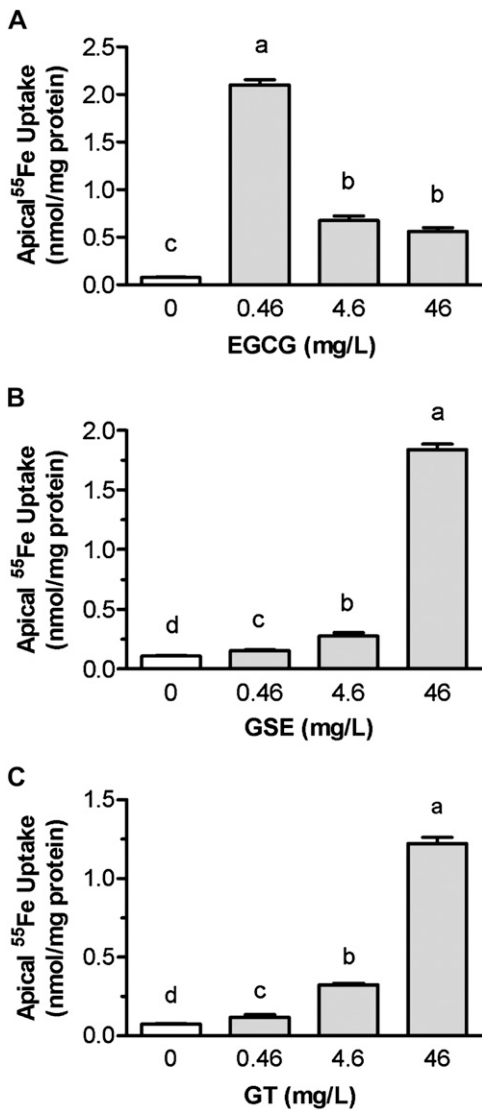 A
Apical ⁵⁵Fe Uptake
(nmol/mg protein)
2.5
2.0
1.5
1.0
0.5
0.0
c
a
b
b
0
0.46
4.6
46
EGCG (mg/L)
B
Apical ⁵⁵Fe Uptake
(nmol/mg protein)
2.0
1.5
1.0
0.5
0.0
d
c
b
a
0
0.46
4.6
46
GSE (mg/L)
C
Apical ⁵⁵Fe Uptake
(nmol/mg protein)
1.5
1.0
0.5
0.0
d
c
b
a
0
0.46
4.6
46
GT (mg/L)